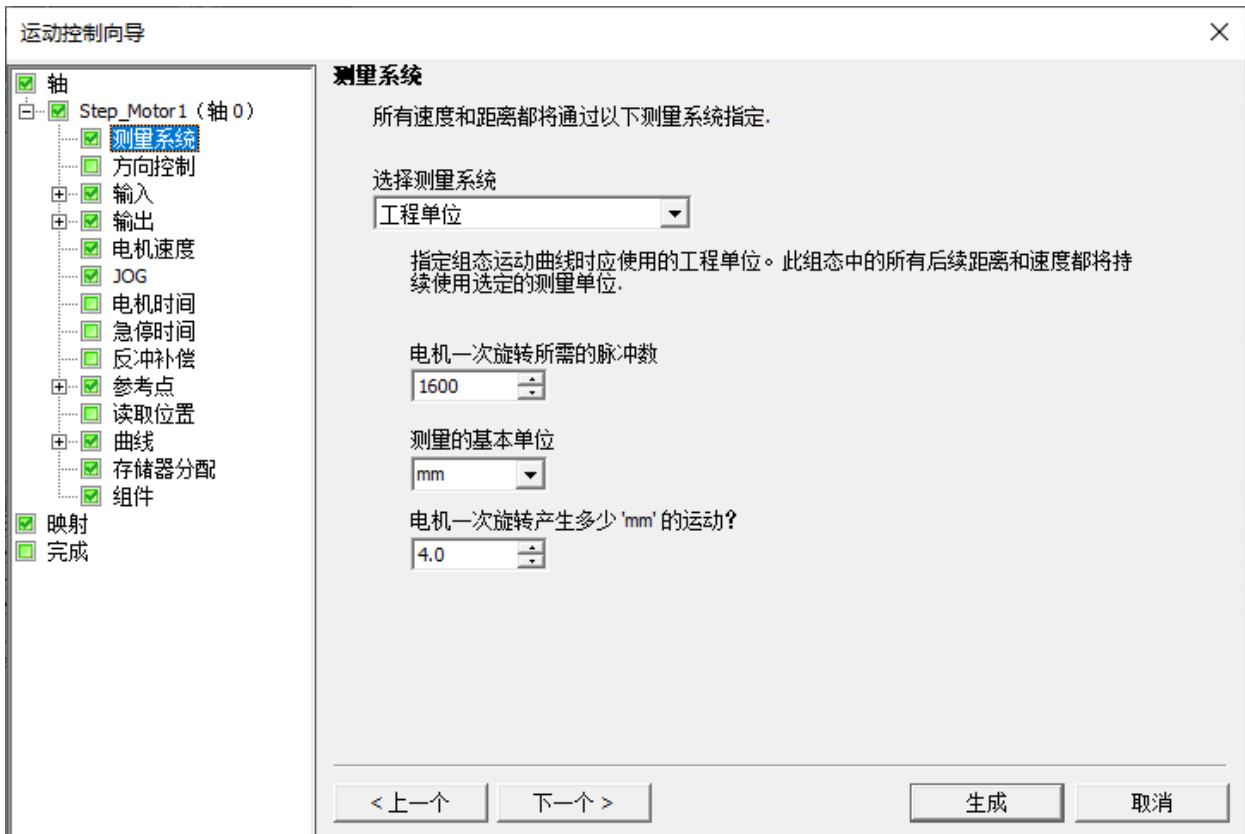 运动控制向导
轴
Step_Motor1（轴 0）
测量系统
方向控制
输入
输出
电机速度
JOG
电机时间
急停时间
反冲补偿
参考点
读取位置
曲线
存储器分配
组件
映射
完成
测量系统
所有速度和距离都将通过以下测量系统指定.
选择测量系统
工程单位
指定组态运动曲线时应使用的工程单位。此组态中的所有后续距离和速度都将持
续使用选定的测量单位.
电机一次旋转所需的脉冲数
1600
测量的基本单位
mm
电机一次旋转产生多少 'mm' 的运动?
4.0
<上一个
下一个>
生成
取消